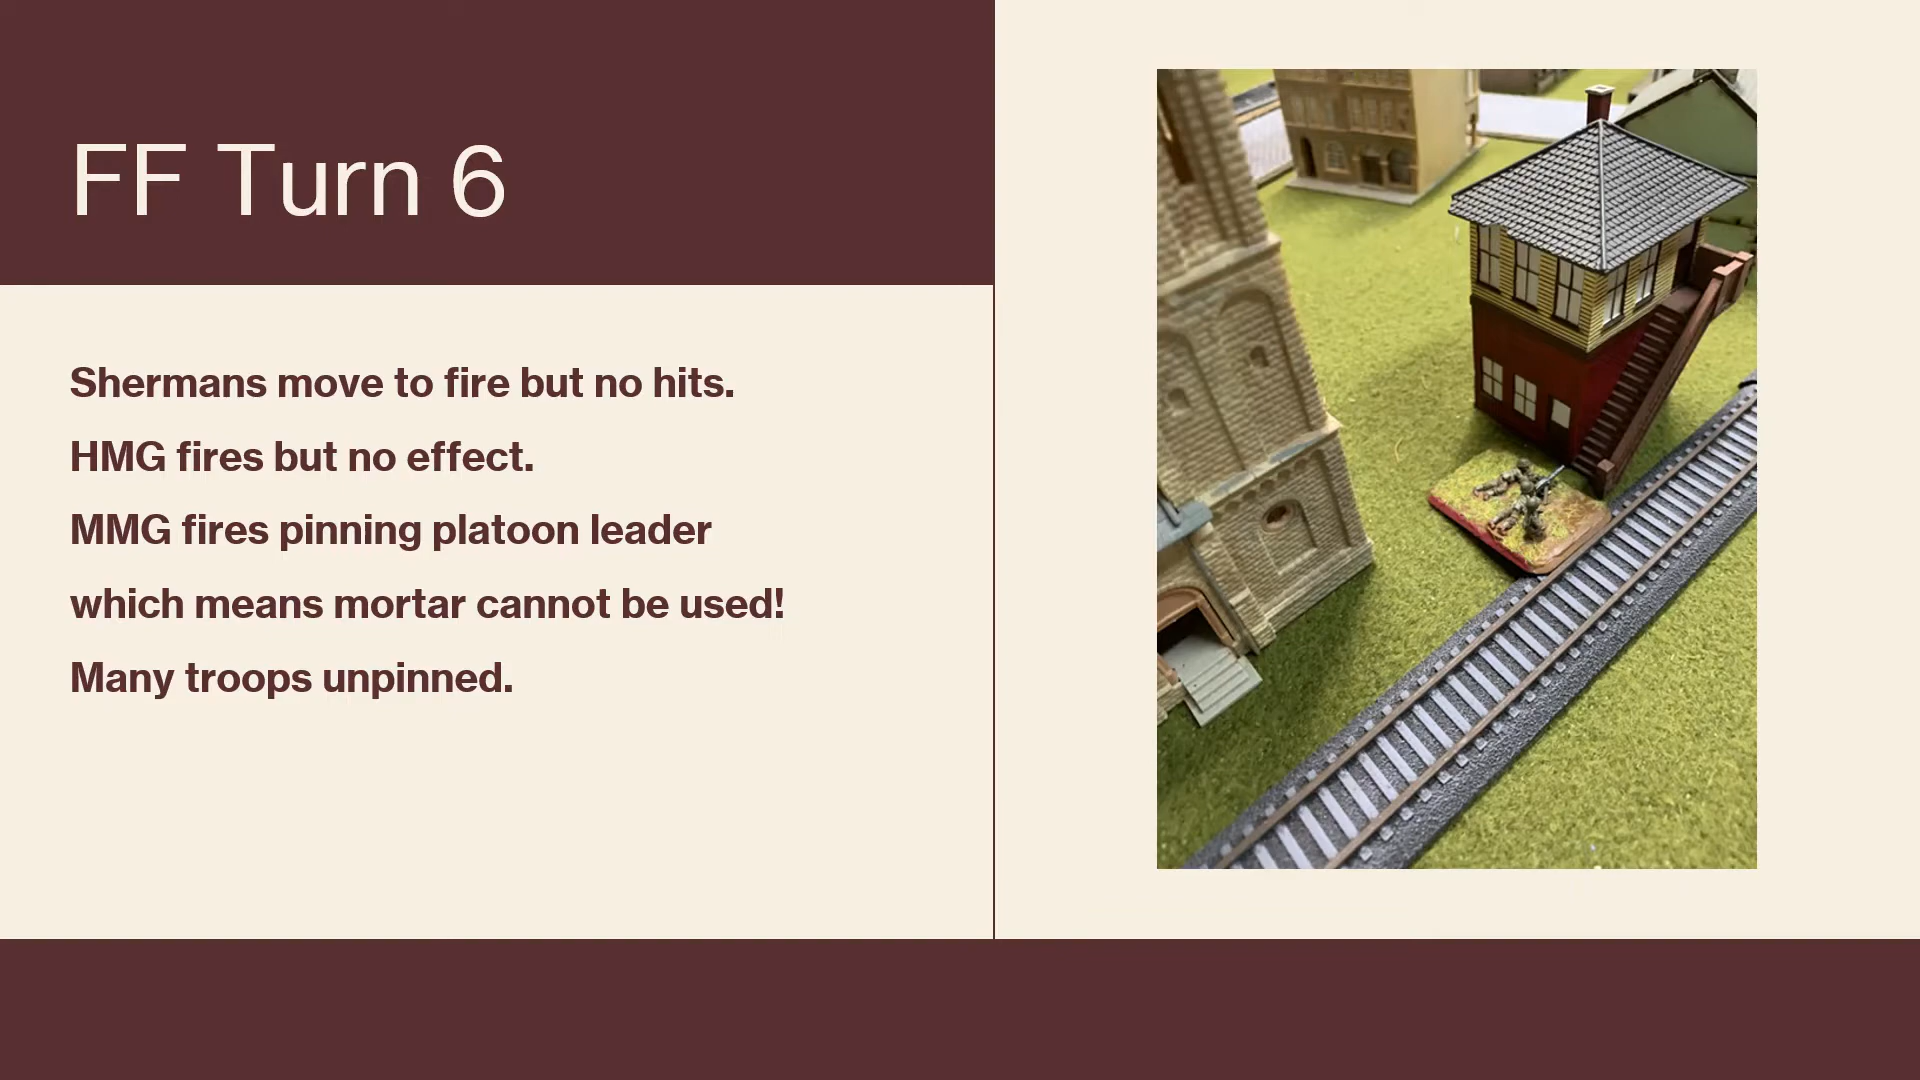 FF Turn 6
Shermans move to fire but no hits.
HMG fires but no effect.
MMG fires pinning platoon leader
which means mortar cannot be used!
Many troops unpinned.